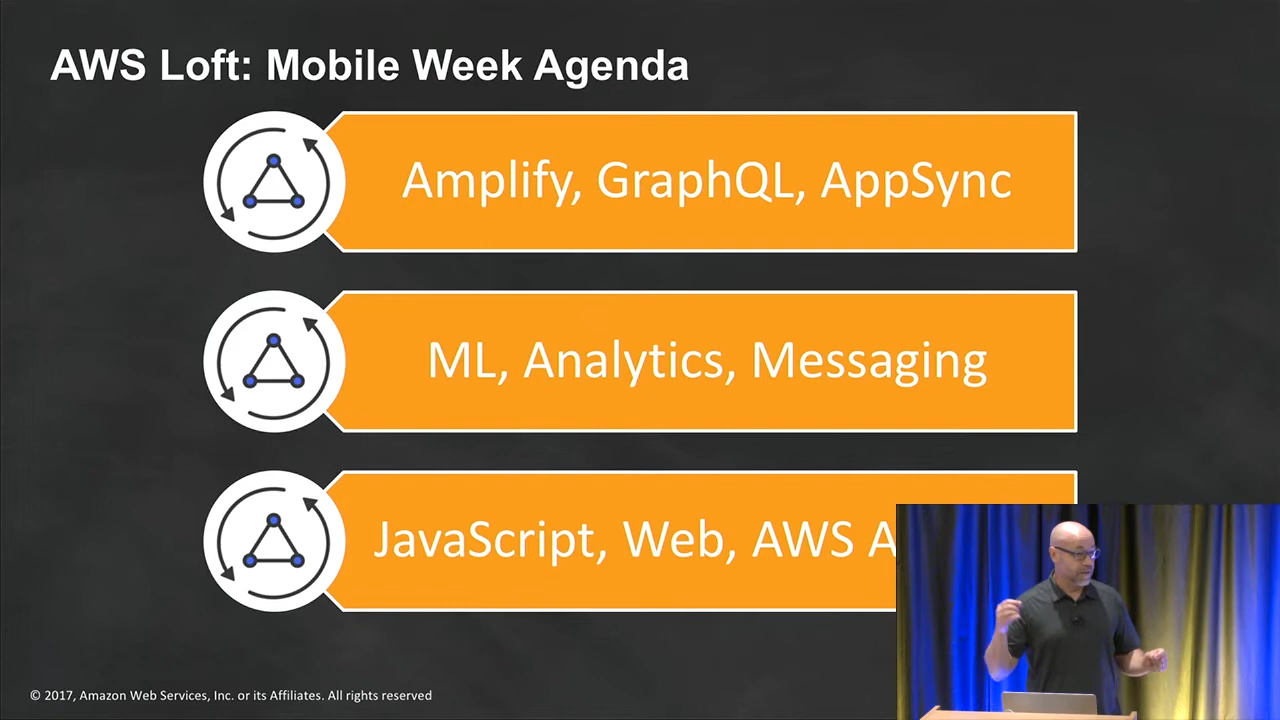 AWS Loft: Mobile Week Agenda
Amplify, GraphQL, AppSync
ML, Analytics, Messaging
JavaScript, Web, AWS
© 2017, Amazon Web Services, Inc. or its Affiliates. All rights reserved